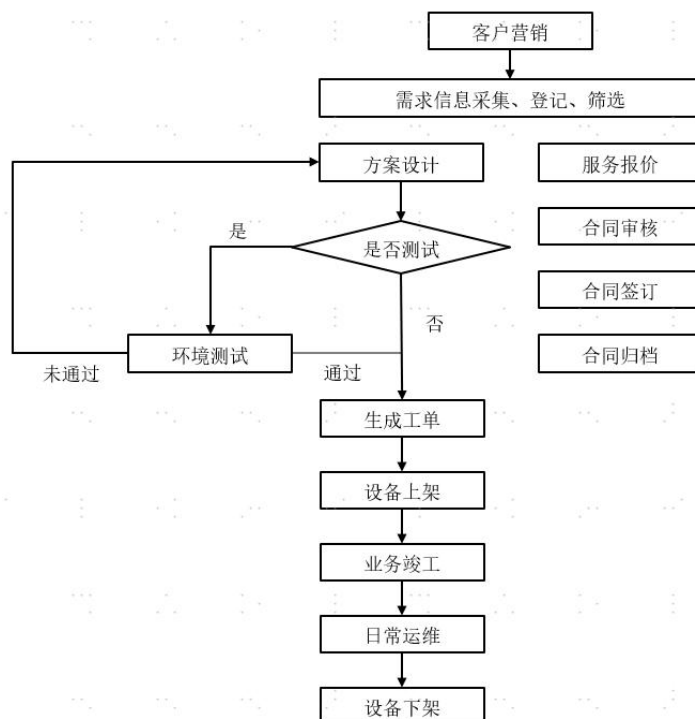 客户营销
需求信息采集、登记、筛选
方案设计
服务报价
是
是否测试
合同审核
合同签订
否
环境测试
未通过
通过
合同归档
生成工单
设备上架
业务竣工
日常运维
设备下架